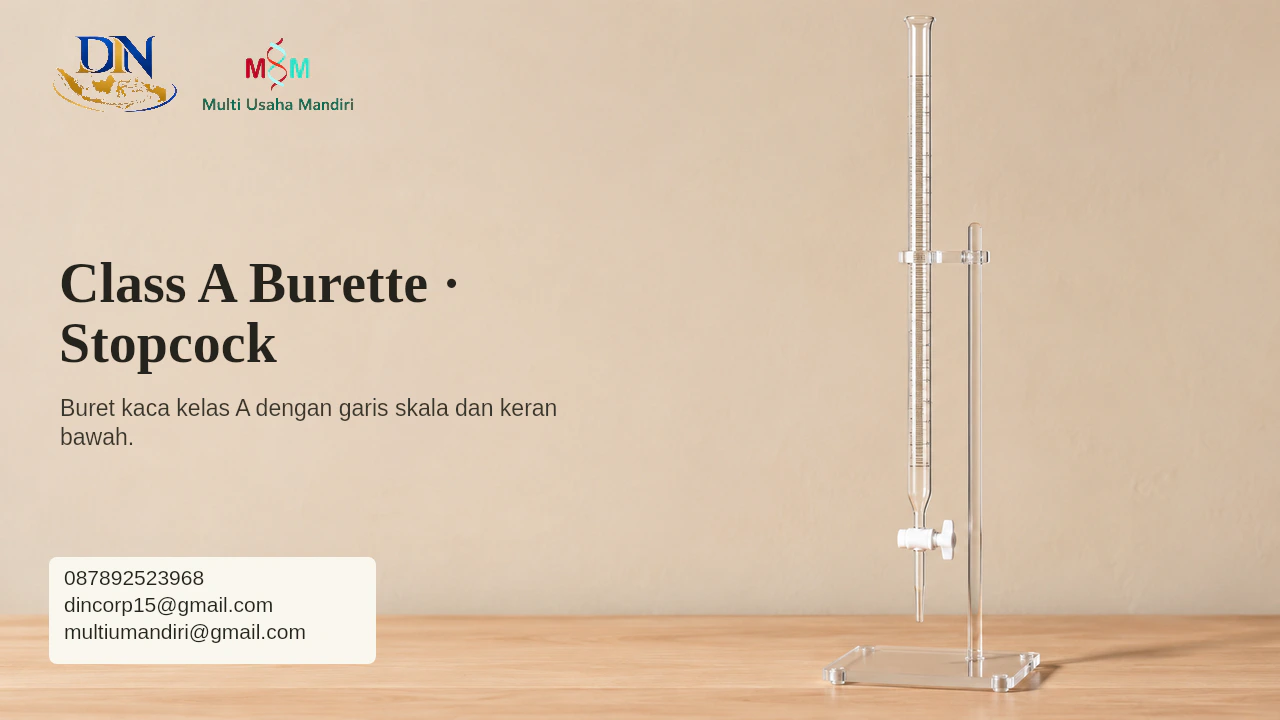 DN
MSM
Multi Usaha Mandiri
Class A Burette ·
Stopcock
Buret kaca kelas A dengan garis skala dan keran
bawah.
087892523968
dincorp15@gmail.com
multiumandiri@gmail.com